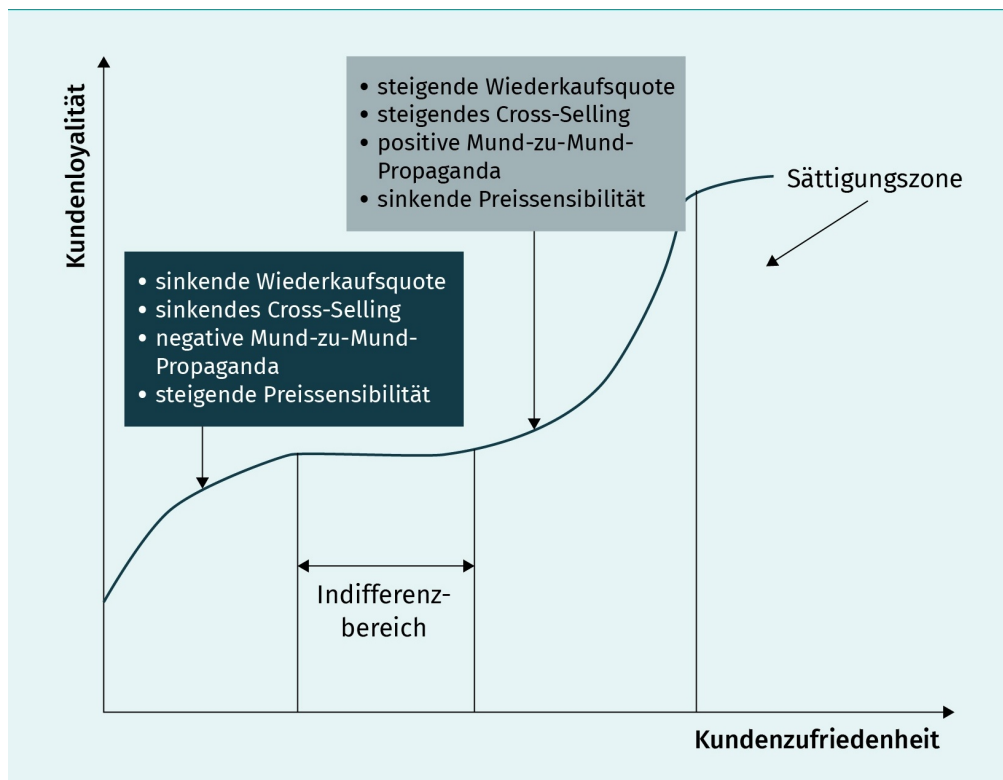 Kundenloyalität
• steigende Wiederkaufsquote
• steigendes Cross-Selling
• positive Mund-zu-Mund-
Propaganda
• sinkende Preissensibilität
Sättigungszone
• sinkende Wiederkaufsquote
• sinkendes Cross-Selling
• negative Mund-zu-Mund-
Propaganda
• steigende Preissensibilität
Indifferenz-
bereich
Kundenzufriedenheit